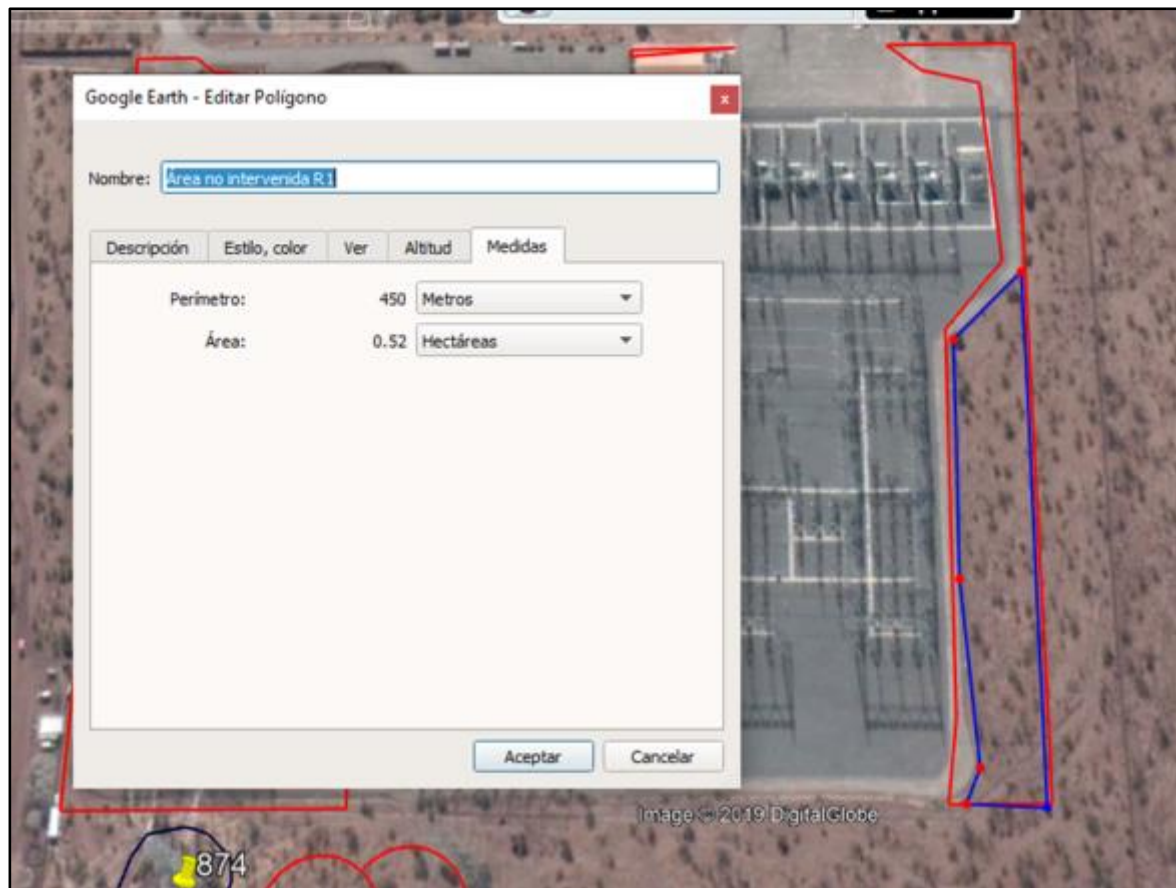 Google Earth - Editar Polígono
x
Nombre: Área no intervenida R1
Descripción Estilo, color Ver Altitud Medidas
Perímetro: 450 Metros
Área: 0.52 Hectáreas
Aceptar Cancelar
Image © 2019 DigitalGlobe
874